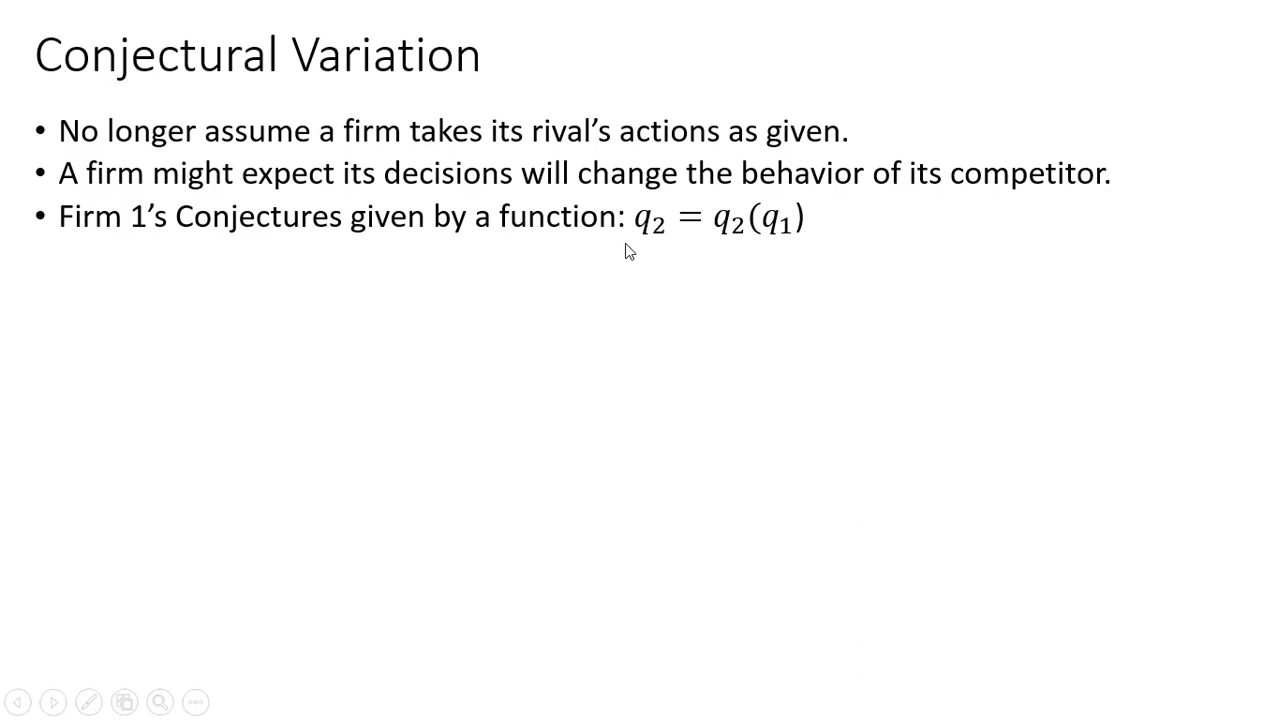 Conjectural Variation
• No longer assume a firm takes its rival’s actions as given.
• A firm might expect its decisions will change the behavior of its competitor.
• Firm 1’s Conjectures given by a function: 𝑞₂ = 𝑞₂(𝑞₁)